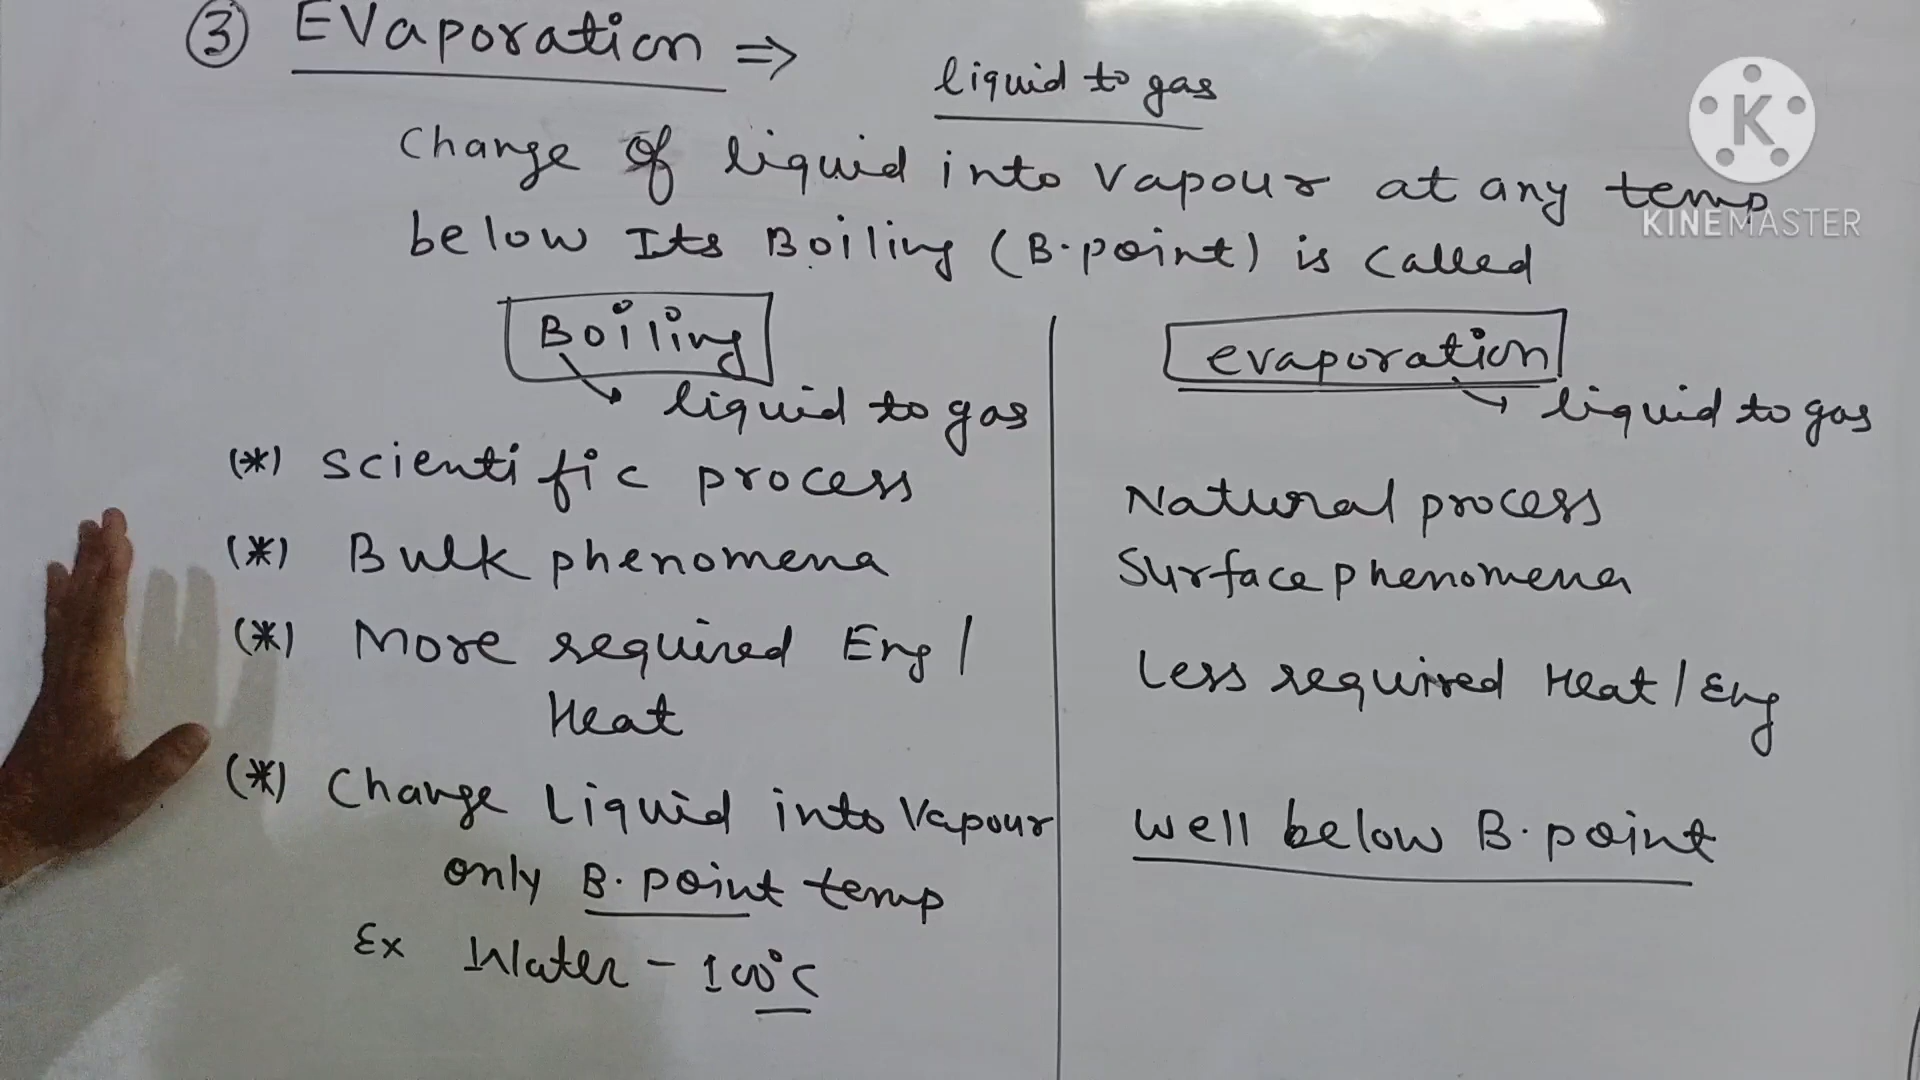 ③ Evaporation ⇒
liquid to gas
Change of liquid into vapour at any temp
below Its Boiling (B.point) is called
Boiling
evaporation
liquid to gas
liquid to gas
(*) scientific process
Natural process
(*) Bulk phenomena
Surface phenomena
(*) More required Eng/
Heat
Less required Heat/Eng
(*) Change Liquid into Vapour
only B.point temp
well below B.point
Ex Water - 100°C
K
KINEMASTER